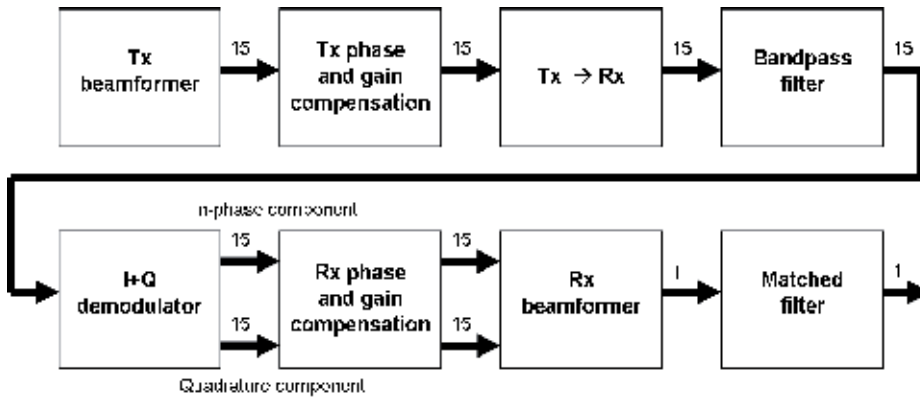 Tx
beamformer
15
Tx phase
and gain
compensation
15
Tx → Rx
15
Bandpass
filter
15
In-phase component
I+Q
demodulator
15
15
Rx phase
and gain
compensation
15
15
Rx
beamformer
1
Matched
filter
1
Quadrature component